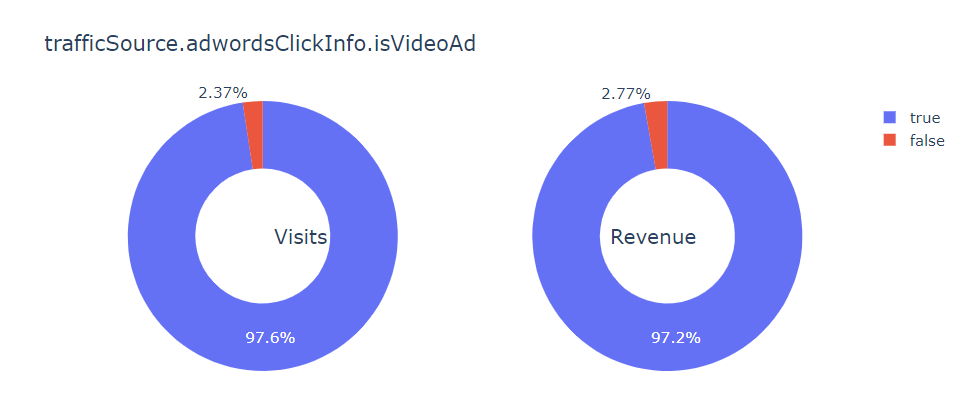 trafficSource.adwordsClickInfo.isVideoAd
2.37%
Visits
97.6%
2.77%
Revenue
97.2%
true
false